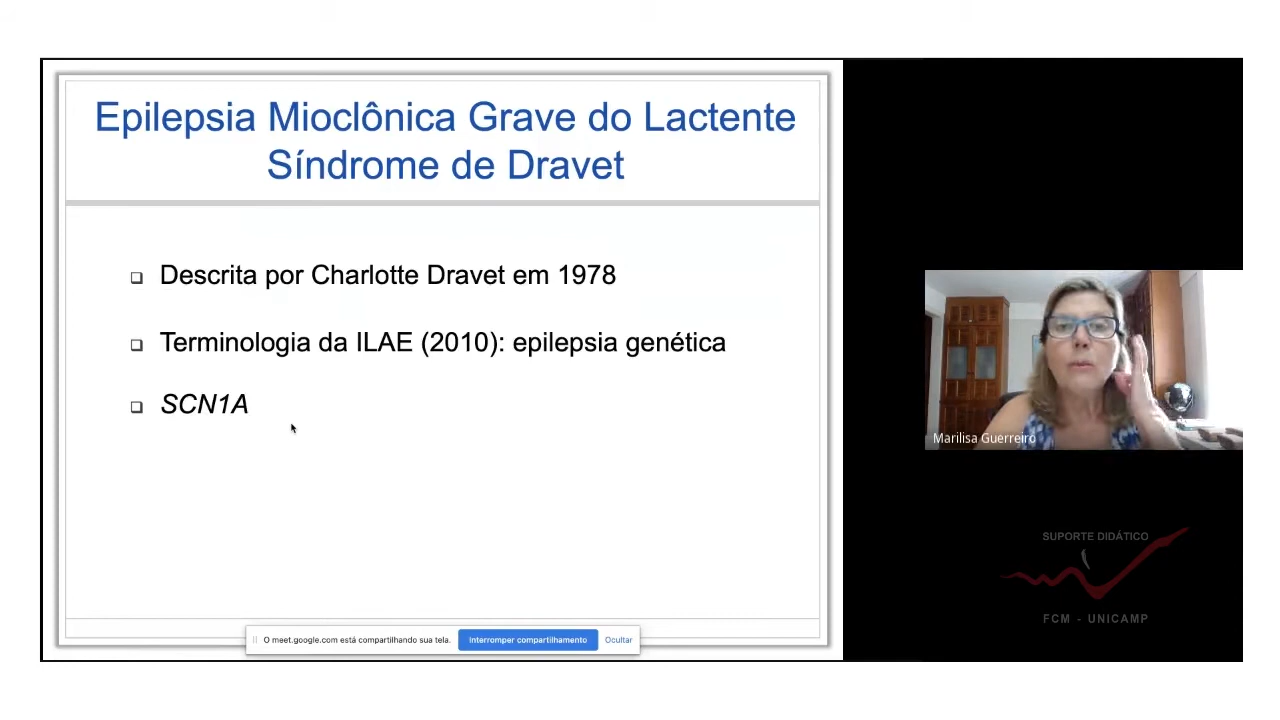 Epilepsia Mioclônica Grave do Lactente
Síndrome de Dravet
Descrita por Charlotte Dravet em 1978
Terminologia da ILAE (2010): epilepsia genética
SCN1A
Marilisa Guerreiro
SUPORTE DIDÁTICO
FCM - UNICAMP
O meet.google.com está compartilhando sua tela.
Interromper compartilhamento
Ocultar